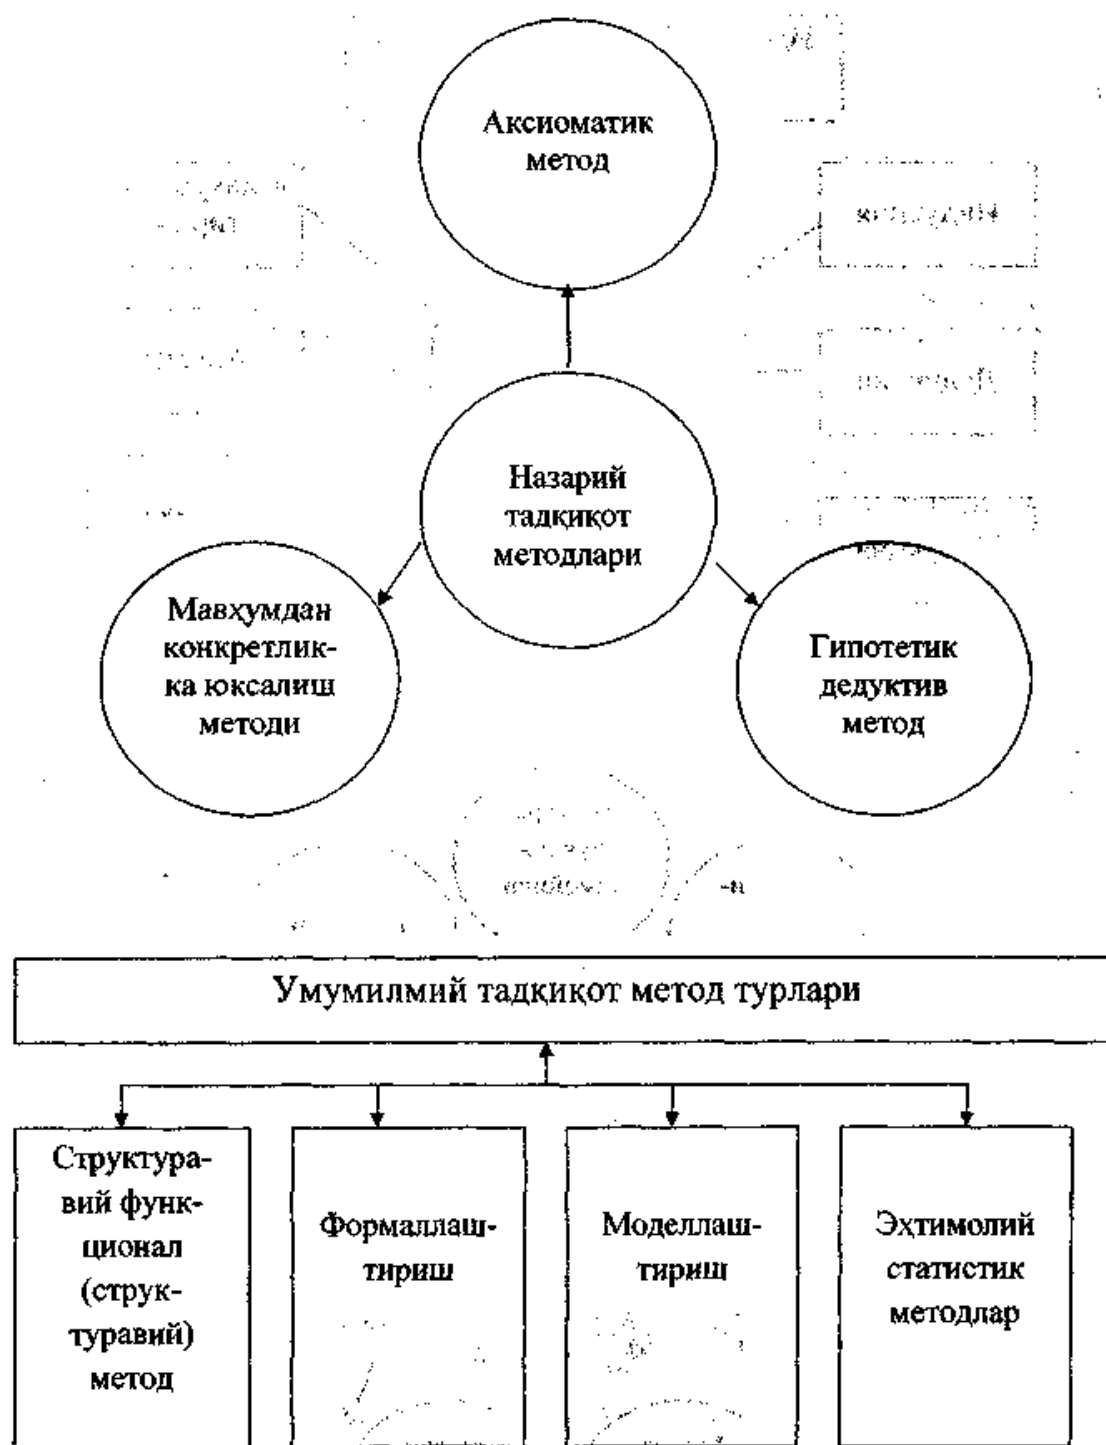 Аксиоматик
метод
Назарий
тадқиқот
методлари
Мавҳумдан
конкретлик-
ка юксалиш
методи
Гипотетик
дедуктив
метод
Умумилмий тадқиқот метод турлари
Структура-
вий функ-
ционал
(струк-
туравий)
метод
Формаллаш-
тириш
Моделлаш-
тириш
Эҳтимолий
статистик
методлар